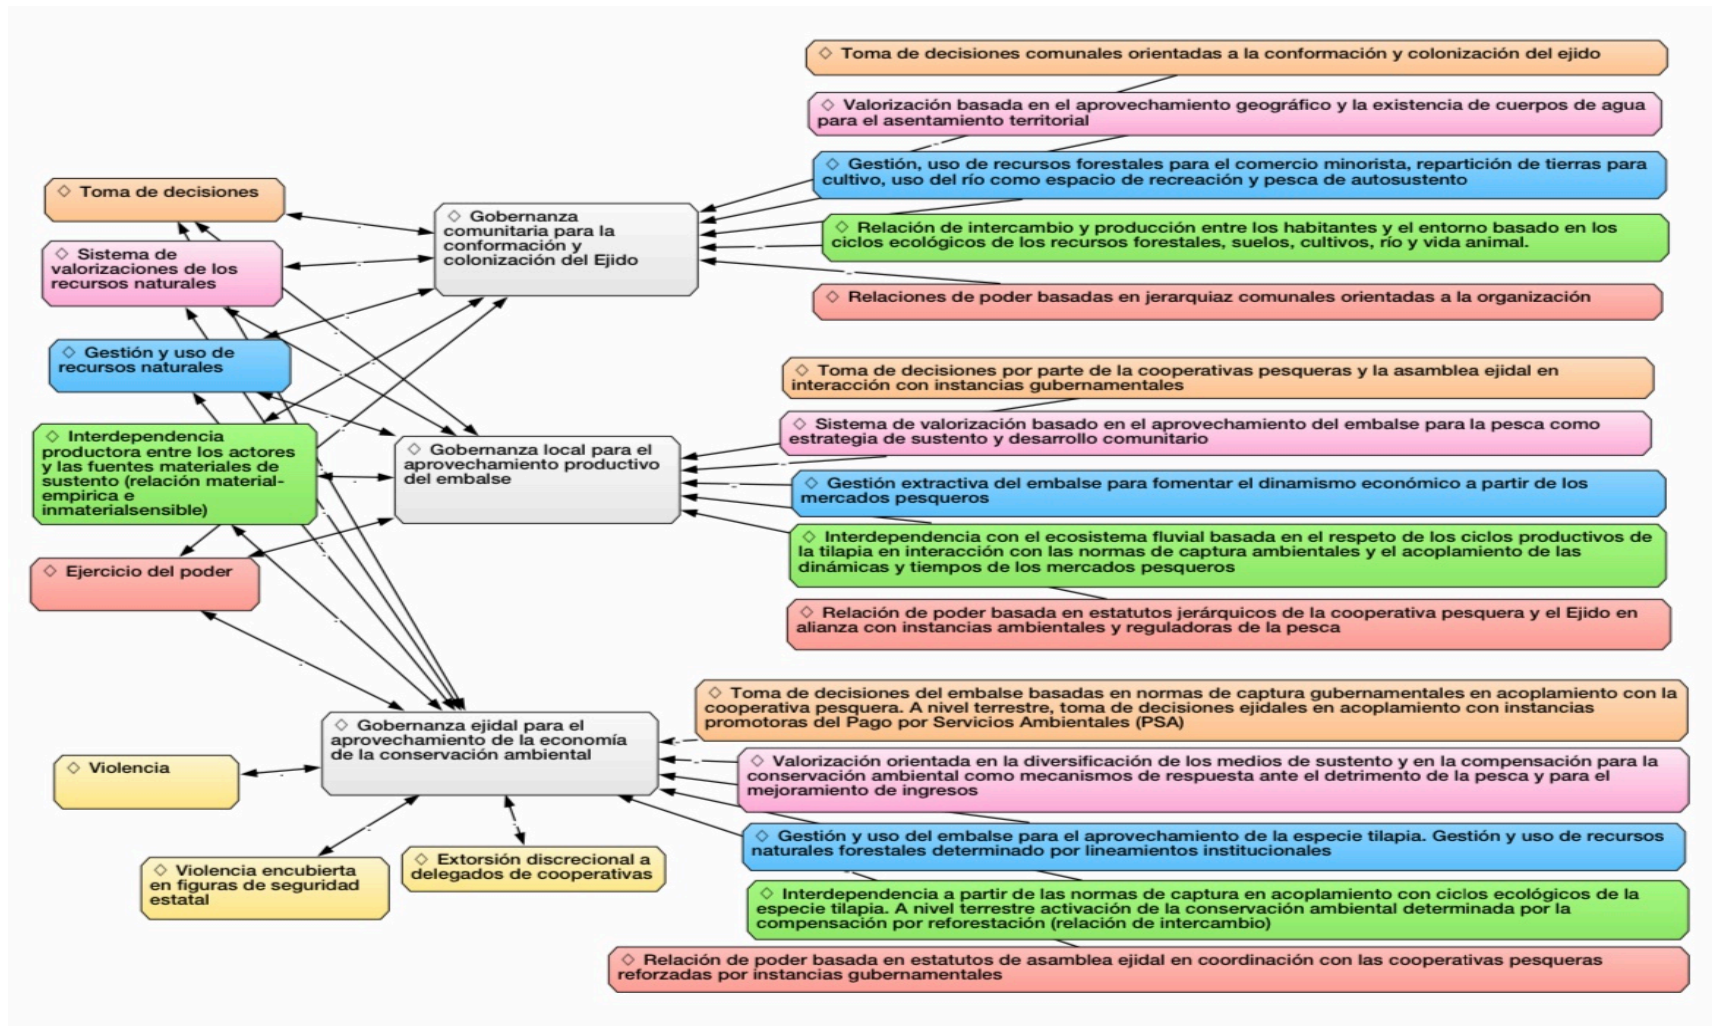 ◇ Toma de decisiones comunales orientadas a la conformación y colonización del ejido
◇ Valorización basada en el aprovechamiento geográfico y la existencia de cuerpos de agua
para el asentamiento territorial
◇ Gestión, uso de recursos forestales para el comercio minorista, repartición de tierras para
cultivo, uso del río como espacio de recreación y pesca de autosustento
◇ Relación de intercambio y producción entre los habitantes y el entorno basado en los
ciclos ecológicos de los recursos forestales, suelos, cultivos, río y vida animal.
◇ Relaciones de poder basadas en jerarquiaz comunales orientadas a la organización
◇ Toma de decisiones
◇ Sistema de
valorizaciones de los
recursos naturales
◇ Gestión y uso de
recursos naturales
◇ Interdependencia
productora entre los actores
y las fuentes materiales de
sustento (relación material-
empirica e
inmaterialsensible)
◇ Ejercicio del poder
◇ Gobernanza
comunitaria para la
conformación y
colonización del Ejido
◇ Gobernanza local para el
aprovechamiento productivo
del embalse
◇ Toma de decisiones por parte de la cooperativas pesqueras y la asamblea ejidal en
interacción con instancias gubernamentales
◇ Sistema de valorización basado en el aprovechamiento del embalse para la pesca como
estrategia de sustento y desarrollo comunitario
◇ Gestión extractiva del embalse para fomentar el dinamismo económico a partir de los
mercados pesqueros
◇ Interdependencia con el ecosistema fluvial basada en el respeto de los ciclos productivos de
la tilapia en interacción con las normas de captura ambientales y el acoplamiento de las
dinámicas y tiempos de los mercados pesqueros
◇ Relación de poder basada en estatutos jerárquicos de la cooperativa pesquera y el Ejido en
alianza con instancias ambientales y reguladoras de la pesca
◇ Gobernanza ejidal para el
aprovechamiento de la economía
de la conservación ambiental
◇ Violencia
◇ Violencia encubierta
en figuras de seguridad
estatal
◇ Extorsión discrecional a
delegados de cooperativas
◇ Toma de decisiones del embalse basadas en normas de captura gubernamentales en acoplamiento con la
cooperativa pesquera. A nivel terrestre, toma de decisiones ejidales en acoplamiento con instancias
promotoras del Pago por Servicios Ambientales (PSA)
◇ Valorización orientada en la diversificación de los medios de sustento y en la compensación para la
conservación ambiental como mecanismos de respuesta ante el detrimento de la pesca y para el
mejoramiento de ingresos
◇ Gestión y uso del embalse para el aprovechamiento de la especie tilapia. Gestión y uso de recursos
naturales forestales determinado por lineamientos institucionales
◇ Interdependencia a partir de las normas de captura en acoplamiento con ciclos ecológicos de la
especie tilapia. A nivel terrestre activación de la conservación ambiental determinada por la
compensación por reforestación (relación de intercambio)
◇ Relación de poder basada en estatutos de asamblea ejidal en coordinación con las cooperativas pesqueras
reforzadas por instancias gubernamentales